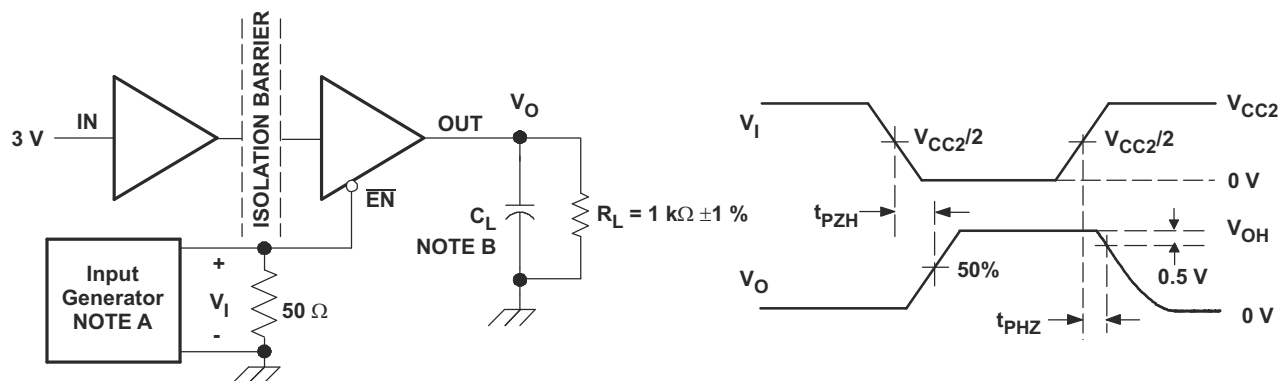 ISOLATION BARRIER
3 V
IN
OUT
V_O
EN
C_L
NOTE B
R_L = 1 kΩ ±1 %
Input
Generator
NOTE A
+
V_I
-
50 Ω
V_I
V_CC2/2
V_CC2/2
V_CC2
0 V
t_PZH
V_OH
0.5 V
50%
V_O
t_PHZ
0 V